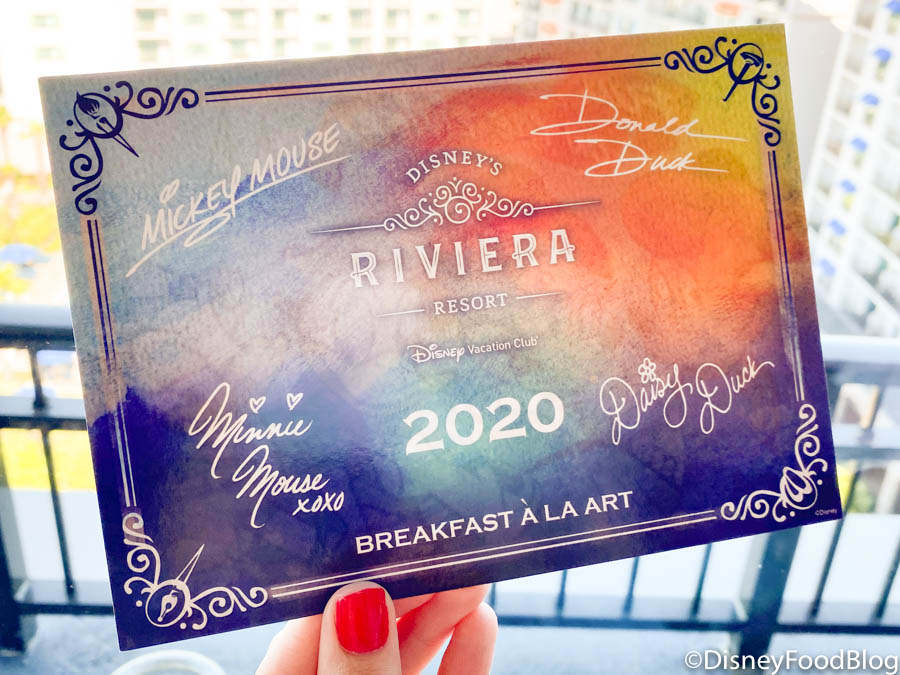 Mickey Mouse
Donald
Duck
DISNEY'S
RIVIERA
RESORT
Disney Vacation Club
Minnie
Mouse
xoxo
2020
Daisy Duck
BREAKFAST À LA ART
©Disney
©DisneyFoodBlog